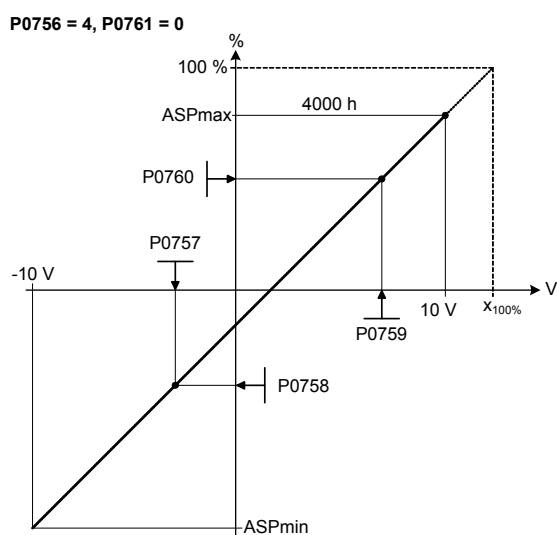 P0756 = 4, P0761 = 0
%
100 %
4000 h
ASPmax
P0760
P0757
-10 V
V
10 V
x100%
P0759
P0758
ASPmin